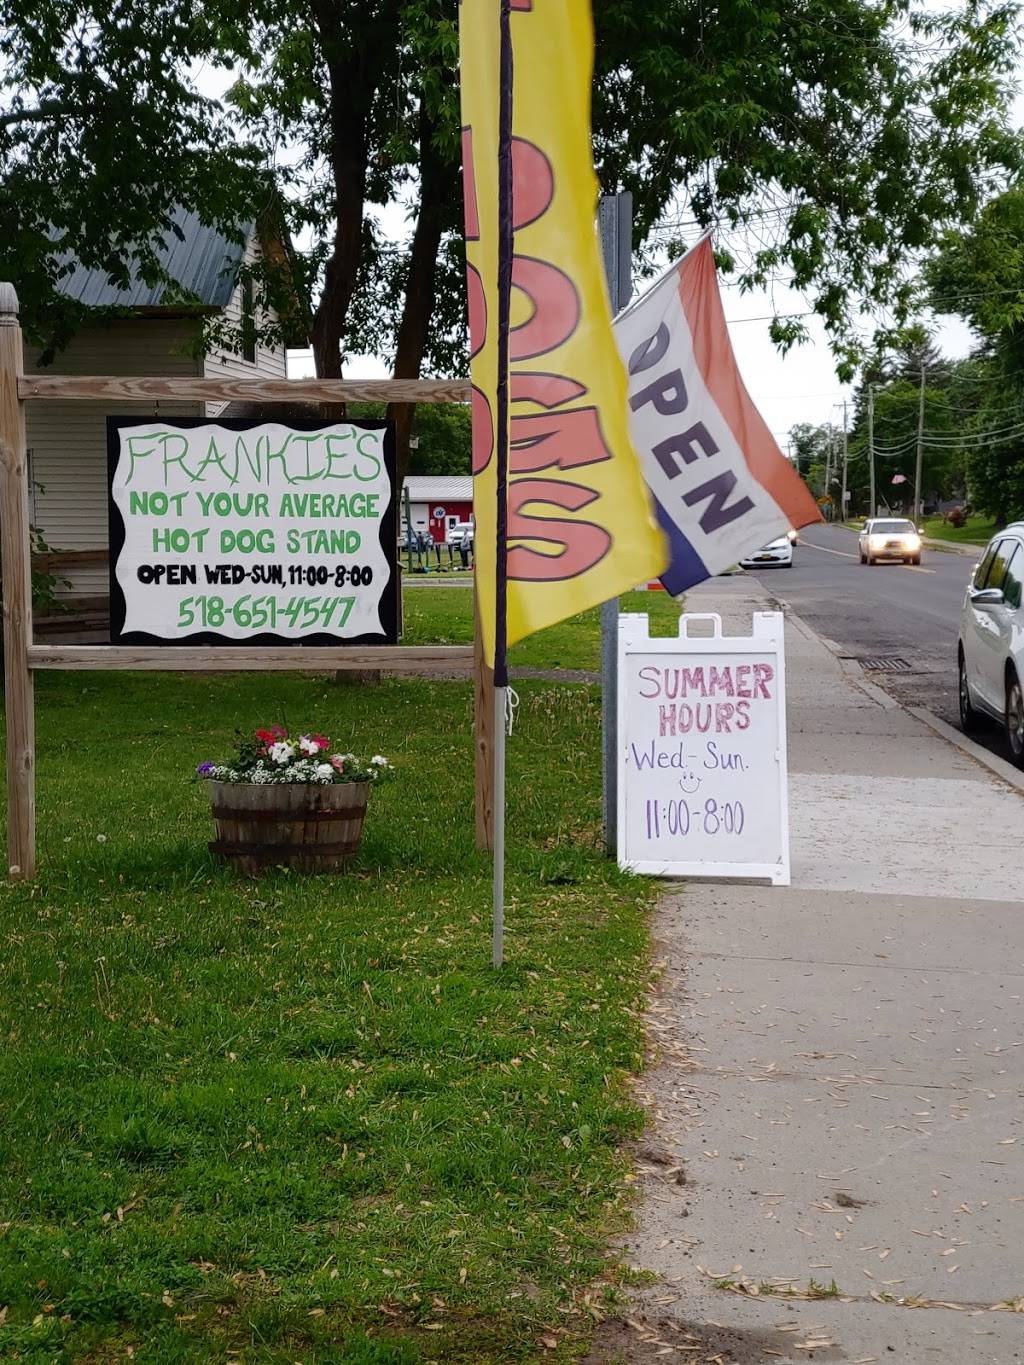 FRANKIE'S
NOT YOUR AVERAGE
HOT DOG STAND
OPEN WED-SUN, 11:00-8:00
518-651-4547
DOGS
OPEN
SUMMER
HOURS
Wed.- Sun.
11:00-8:00